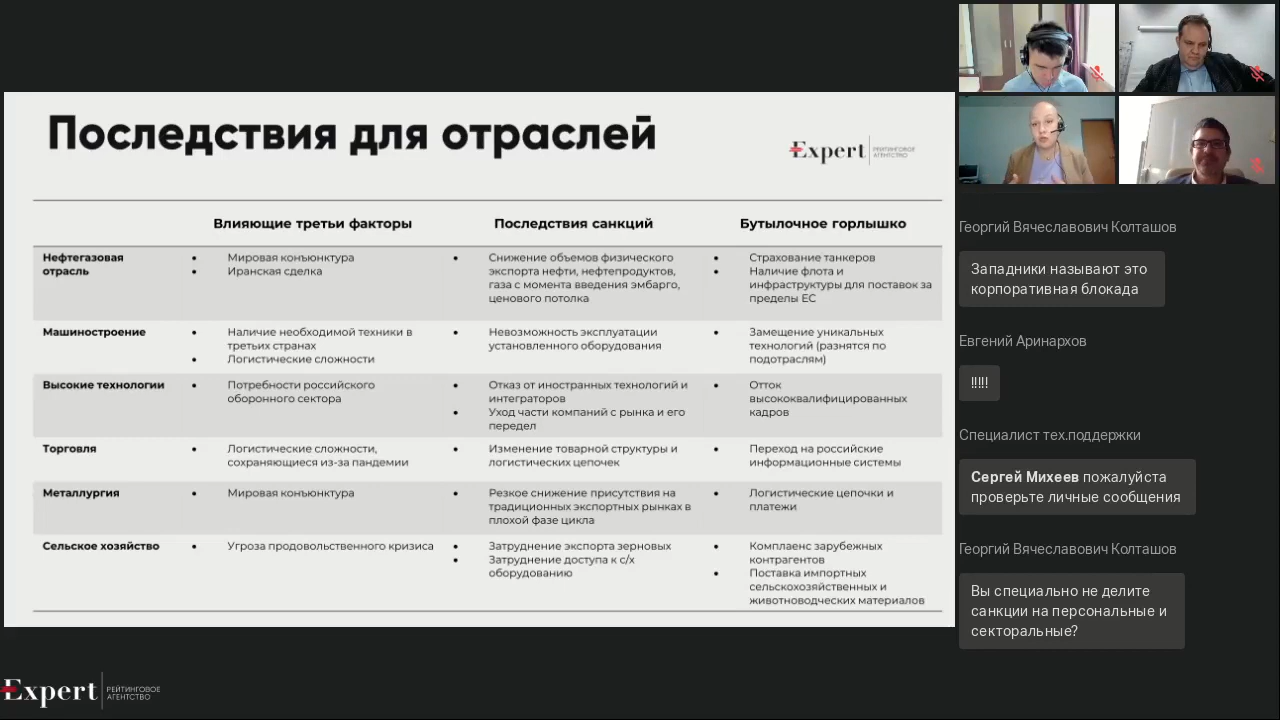 Последствия для отраслей
Expert
РЕЙТИНГОВОЕ
АГЕНТСТВО
Влияющие третьи факторы
Последствия санкций
Бутылочное горлышко
Нефтегазовая
отрасль
• Мировая конъюнктура
• Иранская сделка
• Снижение объемов физического
экспорта нефти, нефтепродуктов,
газа с момента введения эмбарго,
ценового потолка
• Страхование танкеров
• Наличие флота и
инфраструктуры для поставок за
пределы ЕС
Машиностроение
• Наличие необходимой техники в
третьих странах
• Логистические сложности
• Невозможность эксплуатации
установленного оборудования
• Замещение уникальных
технологий (разнятся по
подотраслям)
Высокие технологии
• Потребности российского
оборонного сектора
• Отказ от иностранных технологий и
интеграторов
• Уход части компаний с рынка и его
передел
• Отток
высококвалифицированных
кадров
Торговля
• Логистические сложности,
сохраняющиеся из-за пандемии
• Изменение товарной структуры и
логистических цепочек
• Переход на российские
информационные системы
Металлургия
• Мировая конъюнктура
• Резкое снижение присутствия на
традиционных экспортных рынках в
плохой фазе цикла
• Логистические цепочки и
платежи
Сельское хозяйство
• Угроза продовольственного кризиса
• Затруднение экспорта зерновых
• Затруднение доступа к с/х
оборудованию
• Комплаенс зарубежных
контрагентов
• Поставка импортных
сельскохозяйственных и
животноводческих материалов
Георгий Вячеславович Колташов
Западники называют это
корпоративная блокада
Евгений Аринархов
!!!!!
Специалист тех.поддержки
Сергей Михеев пожалуйста
проверьте личные сообщения
Георгий Вячеславович Колташов
Вы специально не делите
санкции на персональные и
секторальные?
Expert
РЕЙТИНГОВОЕ
АГЕНТСТВО